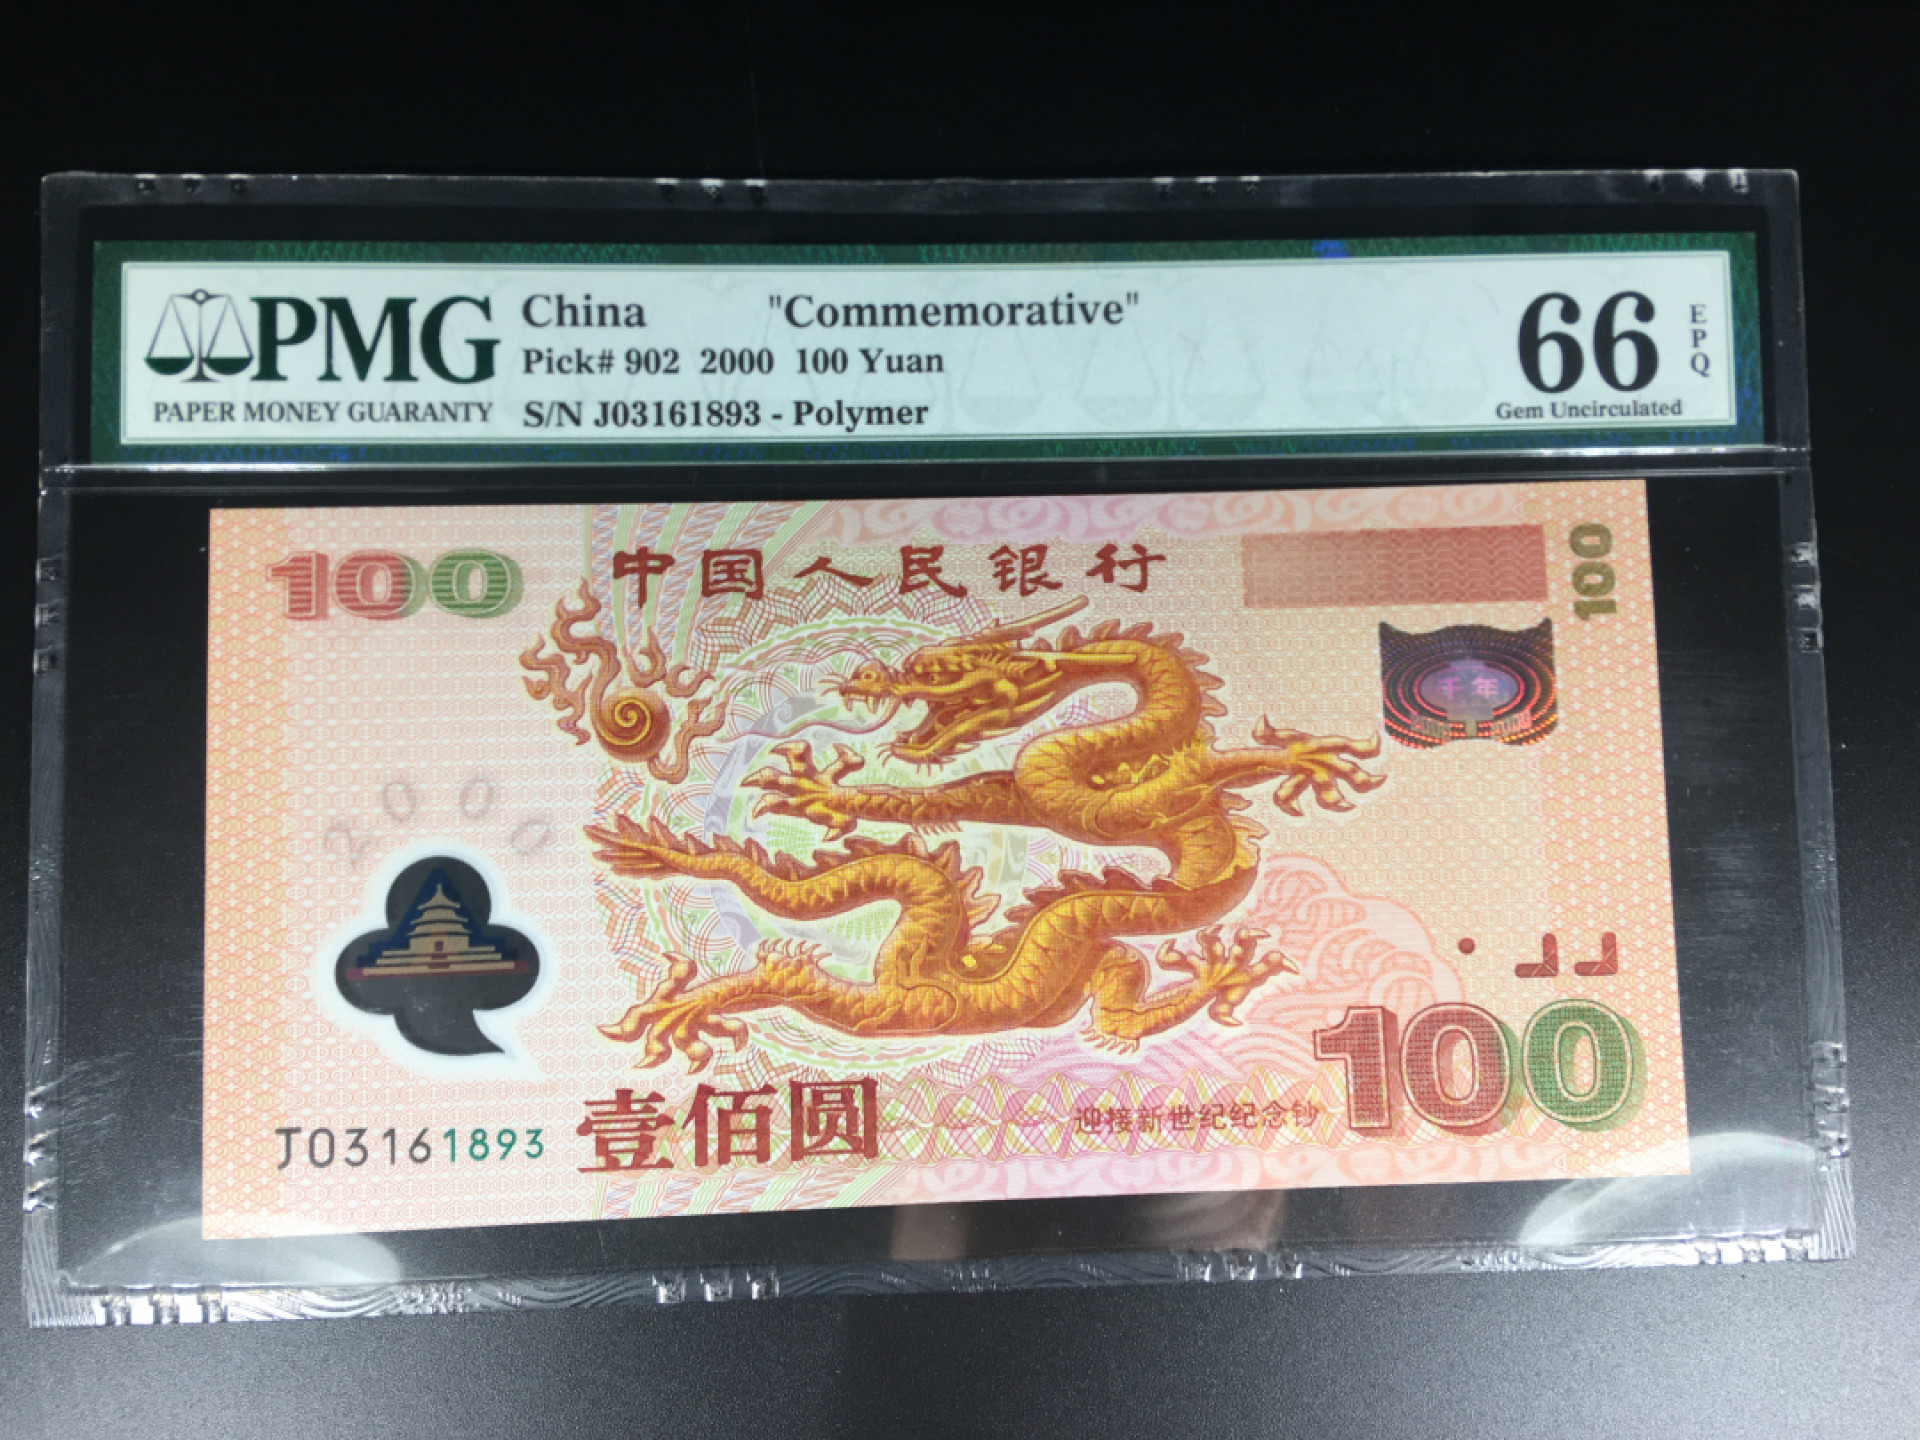 PMG
PAPER MONEY GUARANTY
China "Commemorative"
Pick# 902 2000 100 Yuan
S/N J03161893 - Polymer
66
EPQ
Gem Uncirculated
100
中国人民银行
100
千年
2000
J03161893
壹佰圆
迎接新世纪纪念钞
100